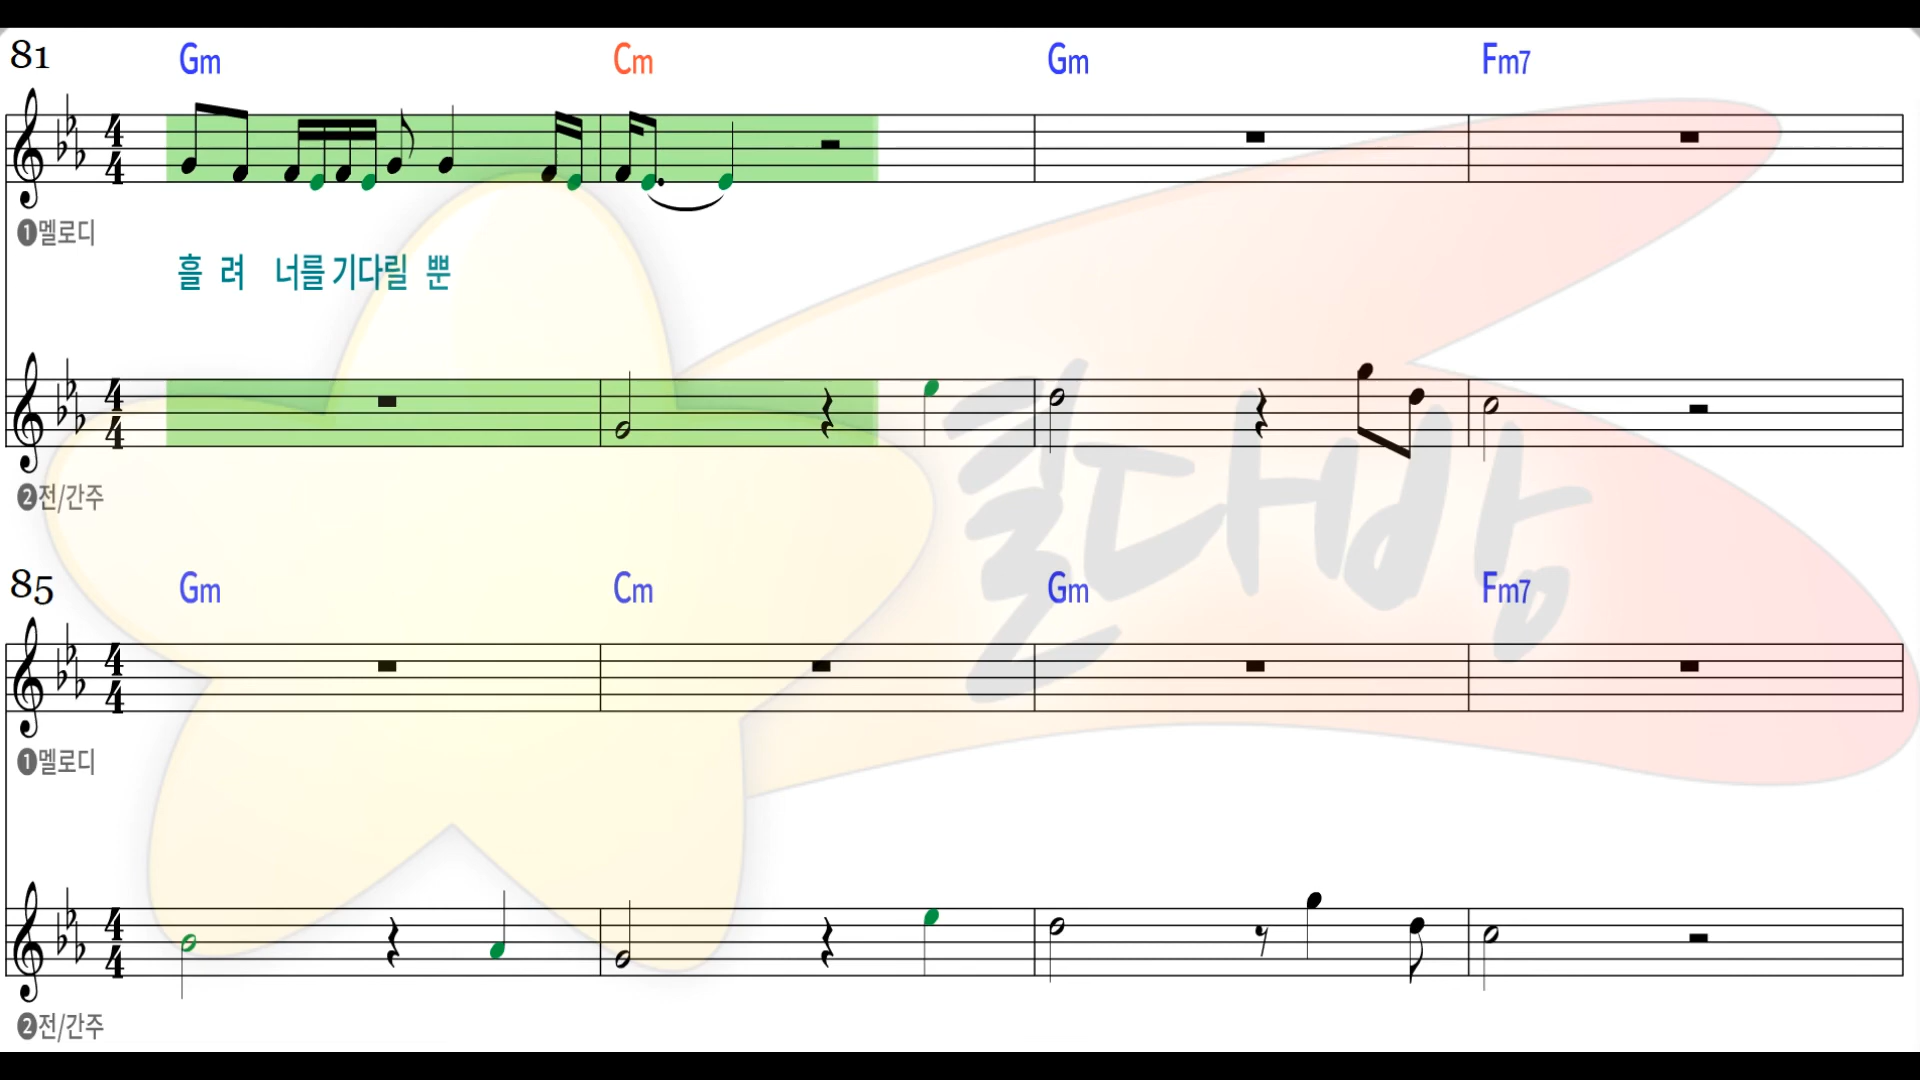 81 Gm Cm Gm Fm7
❶멜로디
흘 려 너를 기다릴 뿐
❷전/간주
85 Gm Cm Gm Fm7
❶멜로디
❷전/간주